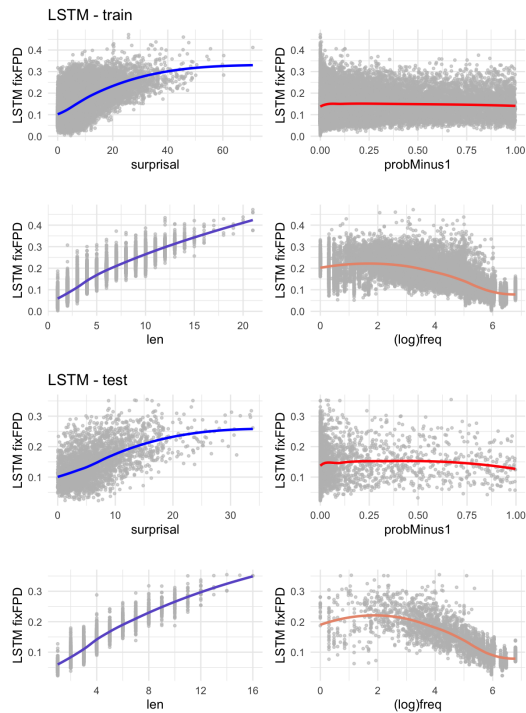 LSTM - train
LSTM fixFPD
0.4
0.3
0.2
0.1
0.0
0 20 40 60
surprisal
LSTM fixFPD
0.4
0.3
0.2
0.1
0.0
0.00 0.25 0.50 0.75 1.00
probMinus1
LSTM fixFPD
0.4
0.3
0.2
0.1
0.0
0 5 10 15 20
len
LSTM fixFPD
0.4
0.3
0.2
0.1
0.0
0 2 4 6
(log)freq
LSTM - test
LSTM fixFPD
0.3
0.2
0.1
0 10 20 30
surprisal
LSTM fixFPD
0.3
0.2
0.1
0.00 0.25 0.50 0.75 1.00
probMinus1
LSTM fixFPD
0.3
0.2
0.1
4 8 12 16
len
LSTM fixFPD
0.3
0.2
0.1
0 2 4 6
(log)freq